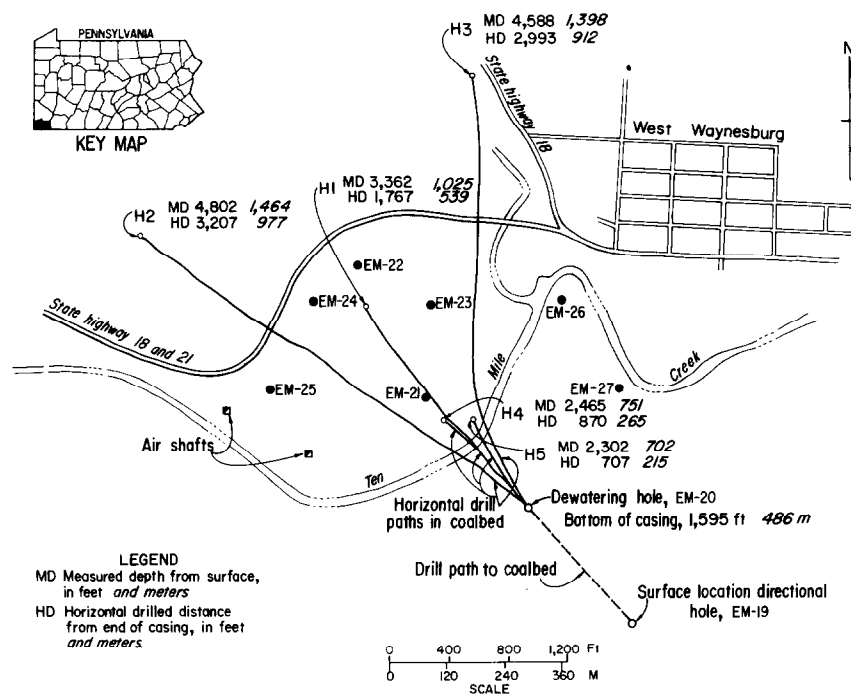 PENNSYLVANIA
KEY MAP
H3
MD 4,588 1,398
HD 2,993 912
N
State highway 18
West Waynesburg
H1
MD 3,362 1,025
HD 1,767 539
H2
MD 4,802 1,464
HD 3,207 977
EM-22
EM-24
EM-23
EM-26
State highway 18 and 21
Mile
Creek
EM-25
EM-21
EM-27
H4
MD 2,465 751
HD 870 265
Air shafts
H5
MD 2,302 702
HD 707 215
Ten
Horizontal drill
paths in coalbed
Dewatering hole, EM-20
Bottom of casing, 1,595 ft 486 m
Drill path to coalbed
Surface location directional
hole, EM-19
LEGEND
MD Measured depth from surface,
in feet and meters
HD Horizontal drilled distance
from end of casing, in feet
and meters.
0 400 800 1,200 Ft
0 120 240 360 M
SCALE